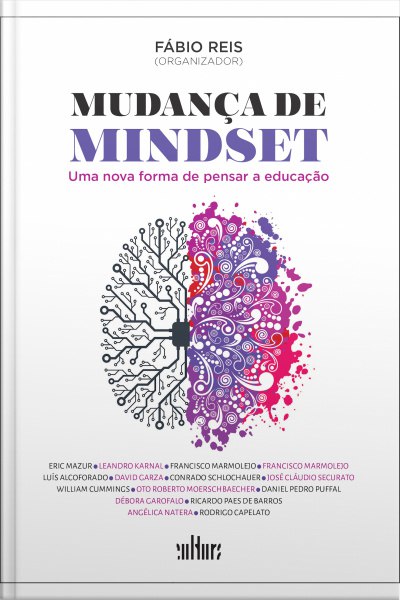 FÁBIO REIS
(ORGANIZADOR)
MUDANÇA DE
MINDSET
Uma nova forma de pensar a educação
ERIC MAZUR • LEANDRO KARNAL • FRANCISCO MARMOLEJO • FRANCISCO MARMOLEJO
LUÍS ALCOFORADO • DAVID GARZA • CONRADO SCHLOCHAUER • JOSÉ CLÁUDIO SECURATO
WILLIAM CUMMINGS • OTO ROBERTO MOERSCHBAECHER • DANIEL PEDRO PUFFAL
DÉBORA GAROFALO • RICARDO PAES DE BARROS
ANGÉLICA NATERA • RODRIGO CAPELATO
cultura